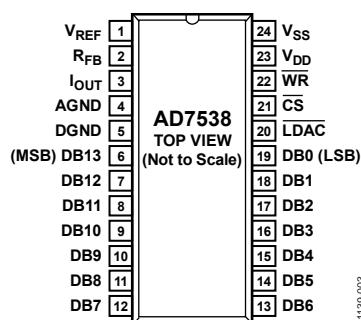 VREF 1 24 VSS
RFB 2 23 VDD
IOUT 3 22 WR
AGND 4 21 CS
DGND 5 20 LDAC
(MSB) DB13 6 19 DB0 (LSB)
DB12 7 18 DB1
DB11 8 17 DB2
DB10 9 16 DB3
DB9 10 15 DB4
DB8 11 14 DB5
DB7 12 13 DB6
AD7538
TOP VIEW
(Not to Scale)